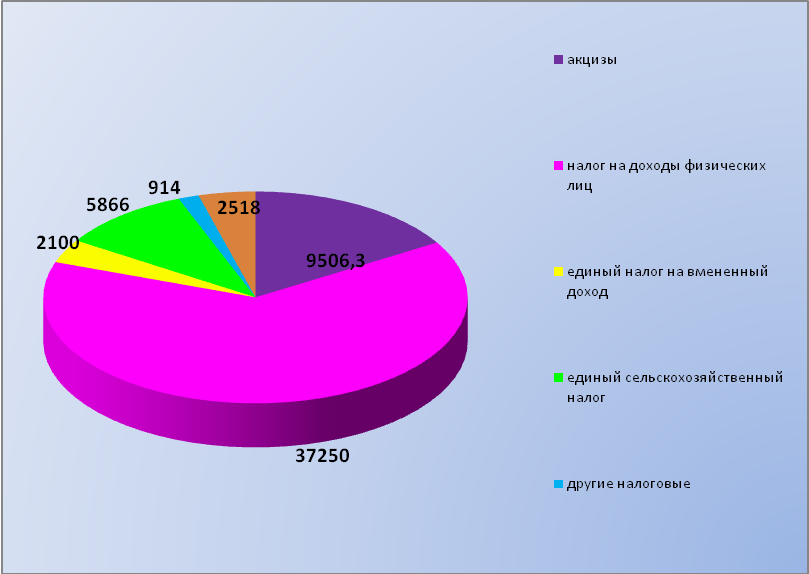 акцизы
налог на доходы физических
лиц
единый налог на вмененный
доход
единый сельскохозяйственный
налог
другие налоговые
914
2518
5866
2100
9506,3
37250